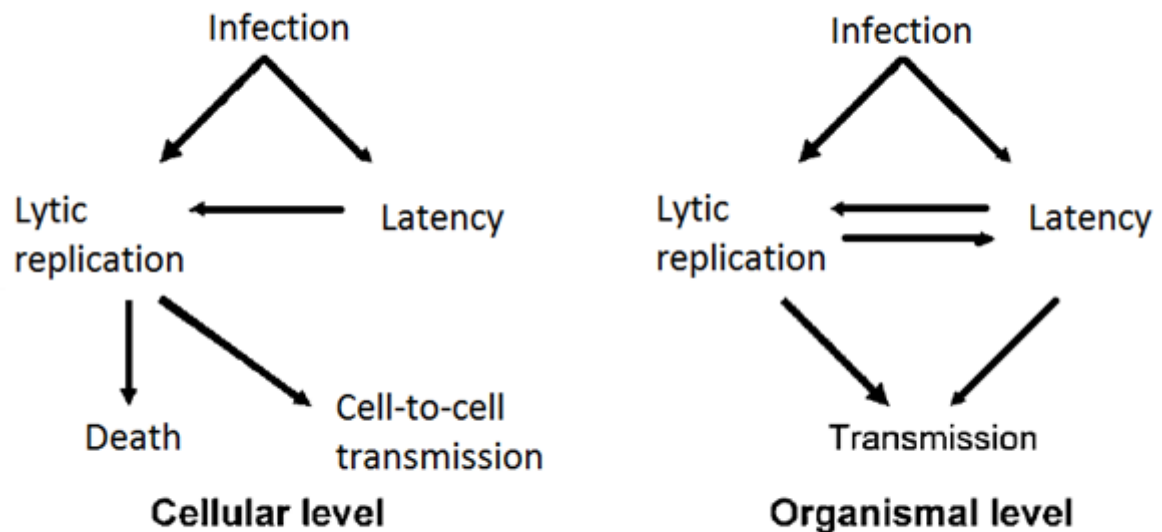 Infection
Lytic
replication
Latency
Death
Cell-to-cell
transmission
Cellular level
Infection
Lytic
replication
Latency
Transmission
Organismal level